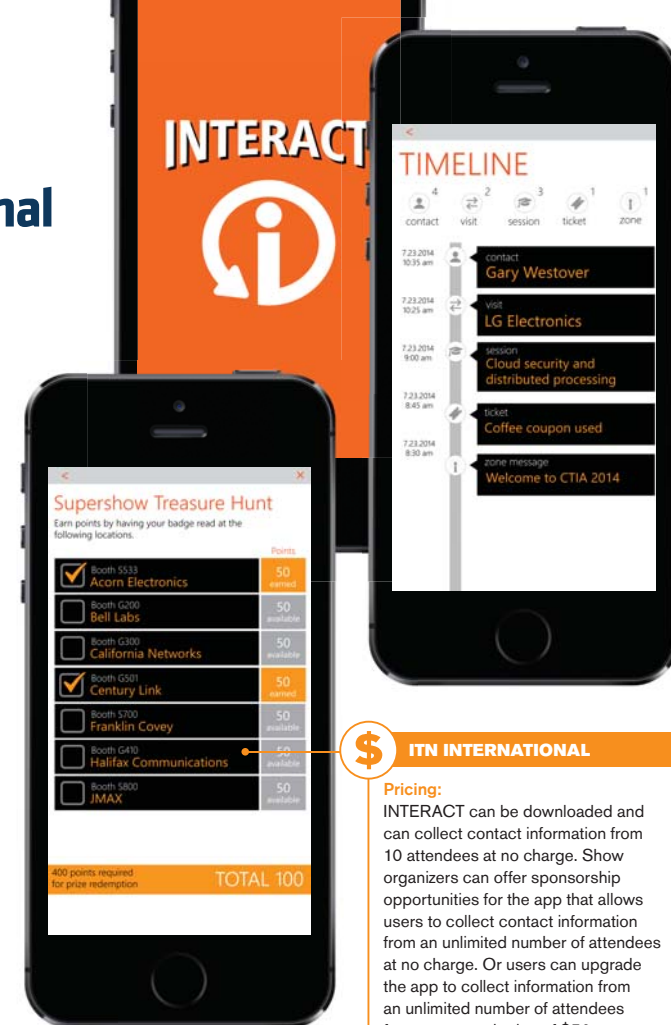 nal
INTERACT
<
TIMELINE
4
2
3
1
1
contact
visit
session
ticket
zone
7.23.2014
10:35 am
contact
Gary Westover
7.23.2014
10:25 am
visit
LG Electronics
7.23.2014
9:00 am
session
Cloud security and
distributed processing
7.23.2014
8:45 am
ticket
Coffee coupon used
7.23.2014
8:30 am
zone message
Welcome to CTIA 2014
< ×
Supershow Treasure Hunt
Earn points by having your badge read at the
following locations.
Points
Booth S533
Acorn Electronics
50
earned
Booth G200
Bell Labs
50
available
Booth G300
California Networks
50
available
Booth G501
Century Link
50
earned
Booth S700
Franklin Covey
50
available
Booth G410
Halifax Communications
50
available
Booth S800
JMAX
50
available
400 points required
for prize redemption
TOTAL 100
$ ITN INTERNATIONAL
Pricing:
INTERACT can be downloaded and
can collect contact information from
10 attendees at no charge. Show
organizers can offer sponsorship
opportunities for the app that allows
users to collect contact information
from an unlimited number of attendees
at no charge. Or users can upgrade
the app to collect information from
an unlimited number of attendees